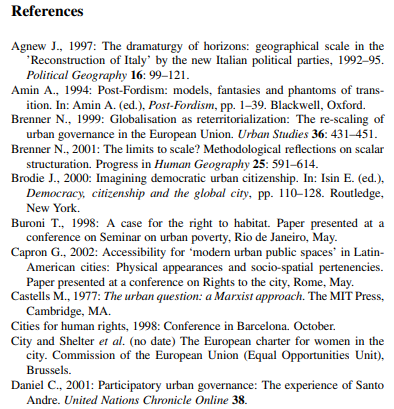 References
Agnew J., 1997: The dramaturgy of horizons: geographical scale in the
'Reconstruction of Italy' by the new Italian political parties, 1992–95.
Political Geography 16: 99–121.
Amin A., 1994: Post-Fordism: models, fantasies and phantoms of trans-
ition. In: Amin A. (ed.), Post-Fordism, pp. 1–39. Blackwell, Oxford.
Brenner N., 1999: Globalisation as reterritorialization: The re-scaling of
urban governance in the European Union. Urban Studies 36: 431–451.
Brenner N., 2001: The limits to scale? Methodological reflections on scalar
structuration. Progress in Human Geography 25: 591–614.
Brodie J., 2000: Imagining democratic urban citizenship. In: Isin E. (ed.),
Democracy, citizenship and the global city, pp. 110–128. Routledge,
New York.
Buroni T., 1998: A case for the right to habitat. Paper presented at a
conference on Seminar on urban poverty, Rio de Janeiro, May.
Capron G., 2002: Accessibility for 'modern urban public spaces' in Latin-
American cities: Physical appearances and socio-spatial pertenencies.
Paper presented at a conference on Rights to the city, Rome, May.
Castells M., 1977: The urban question: a Marxist approach. The MIT Press,
Cambridge, MA.
Cities for human rights, 1998: Conference in Barcelona. October.
City and Shelter et al. (no date) The European charter for women in the
city. Commission of the European Union (Equal Opportunities Unit),
Brussels.
Daniel C., 2001: Participatory urban governance: The experience of Santo
Andre. United Nations Chronicle Online 38.